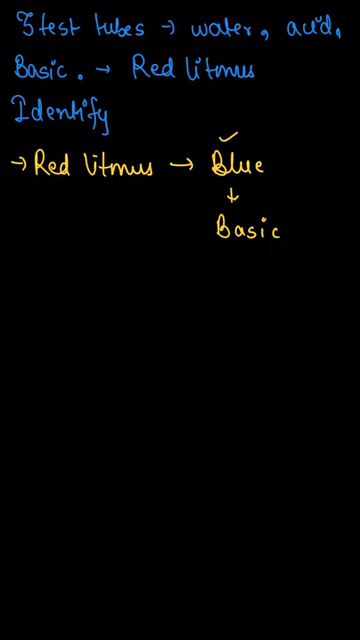 3 test tubes → water, acid,
Basic. → Red litmus
Identify
→ Red litmus → Blue
Basic